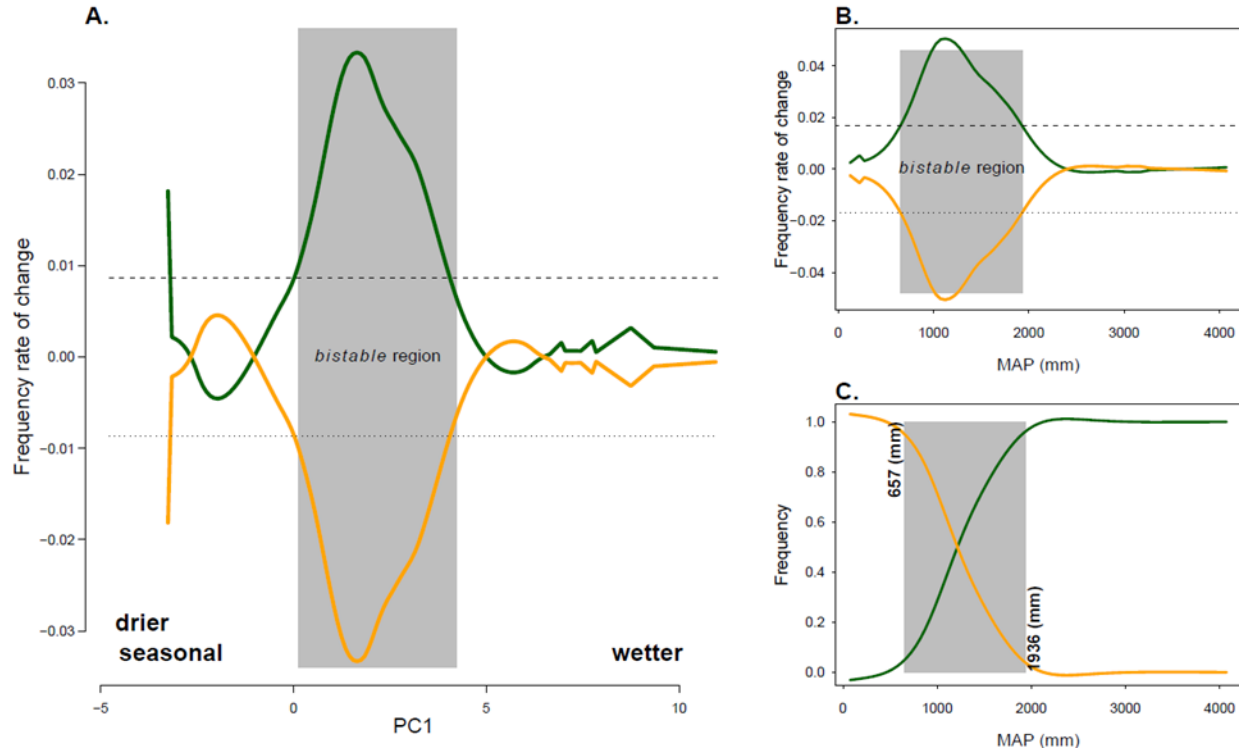 A.
Frequency rate of change
0.03
0.02
0.01
0.00
−0.01
−0.02
−0.03
bistable region
drier
seasonal
wetter
−5
0
5
10
PC1
B.
Frequency rate of change
0.04
0.02
0.00
−0.02
−0.04
bistable region
0
1000
2000
3000
4000
MAP (mm)
C.
Frequency
1.0
0.8
0.6
0.4
0.2
0.0
657 (mm)
1936 (mm)
0
1000
2000
3000
4000
MAP (mm)